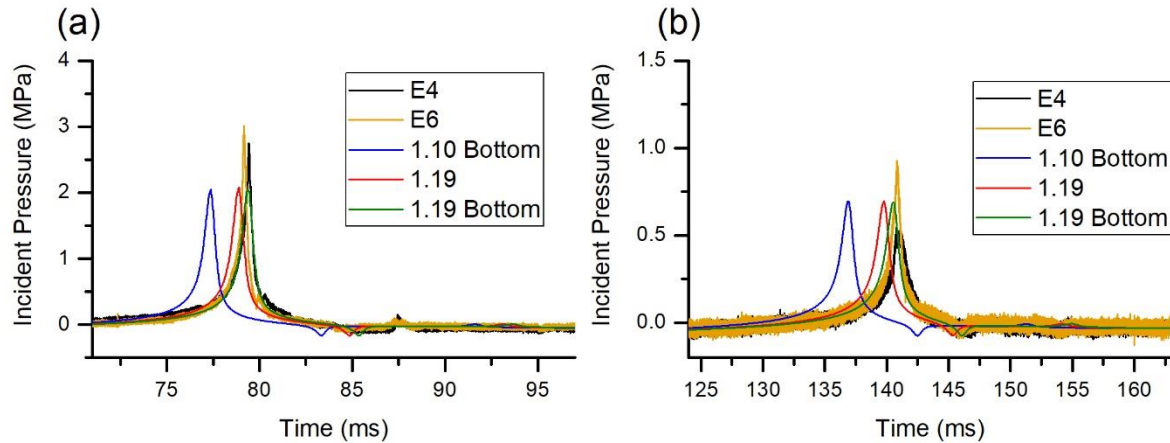 (a)
Incident Pressure (MPa)
4
3
2
1
0
E4
E6
1.10 Bottom
1.19
1.19 Bottom
75 80 85 90 95
Time (ms)
(b)
Incident Pressure (MPa)
1.5
1.0
0.5
0.0
E4
E6
1.10 Bottom
1.19
1.19 Bottom
125 130 135 140 145 150 155 160
Time (ms)